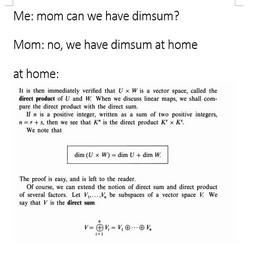 Me: mom can we have dimsum?
Mom: no, we have dimsum at home
at home:
It is then immediately verified that U × W is a vector space, called the
direct product of U and W. When we discuss linear maps, we shall com-
pare the direct product with the direct sum.
If n is a positive integer, written as a sum of two positive integers,
n = r + s, then we see that Kⁿ is the direct product Kʳ × Kˢ.
We note that
dim (U × W) = dim U + dim W.
The proof is easy, and is left to the reader.
Of course, we can extend the notion of direct sum and direct product
of several factors. Let V₁,...,Vₙ be subspaces of a vector space V. We
say that V is the direct sum
n
V = ⊕ Vᵢ = V₁ ⊕ ··· ⊕ Vₙ
i=1